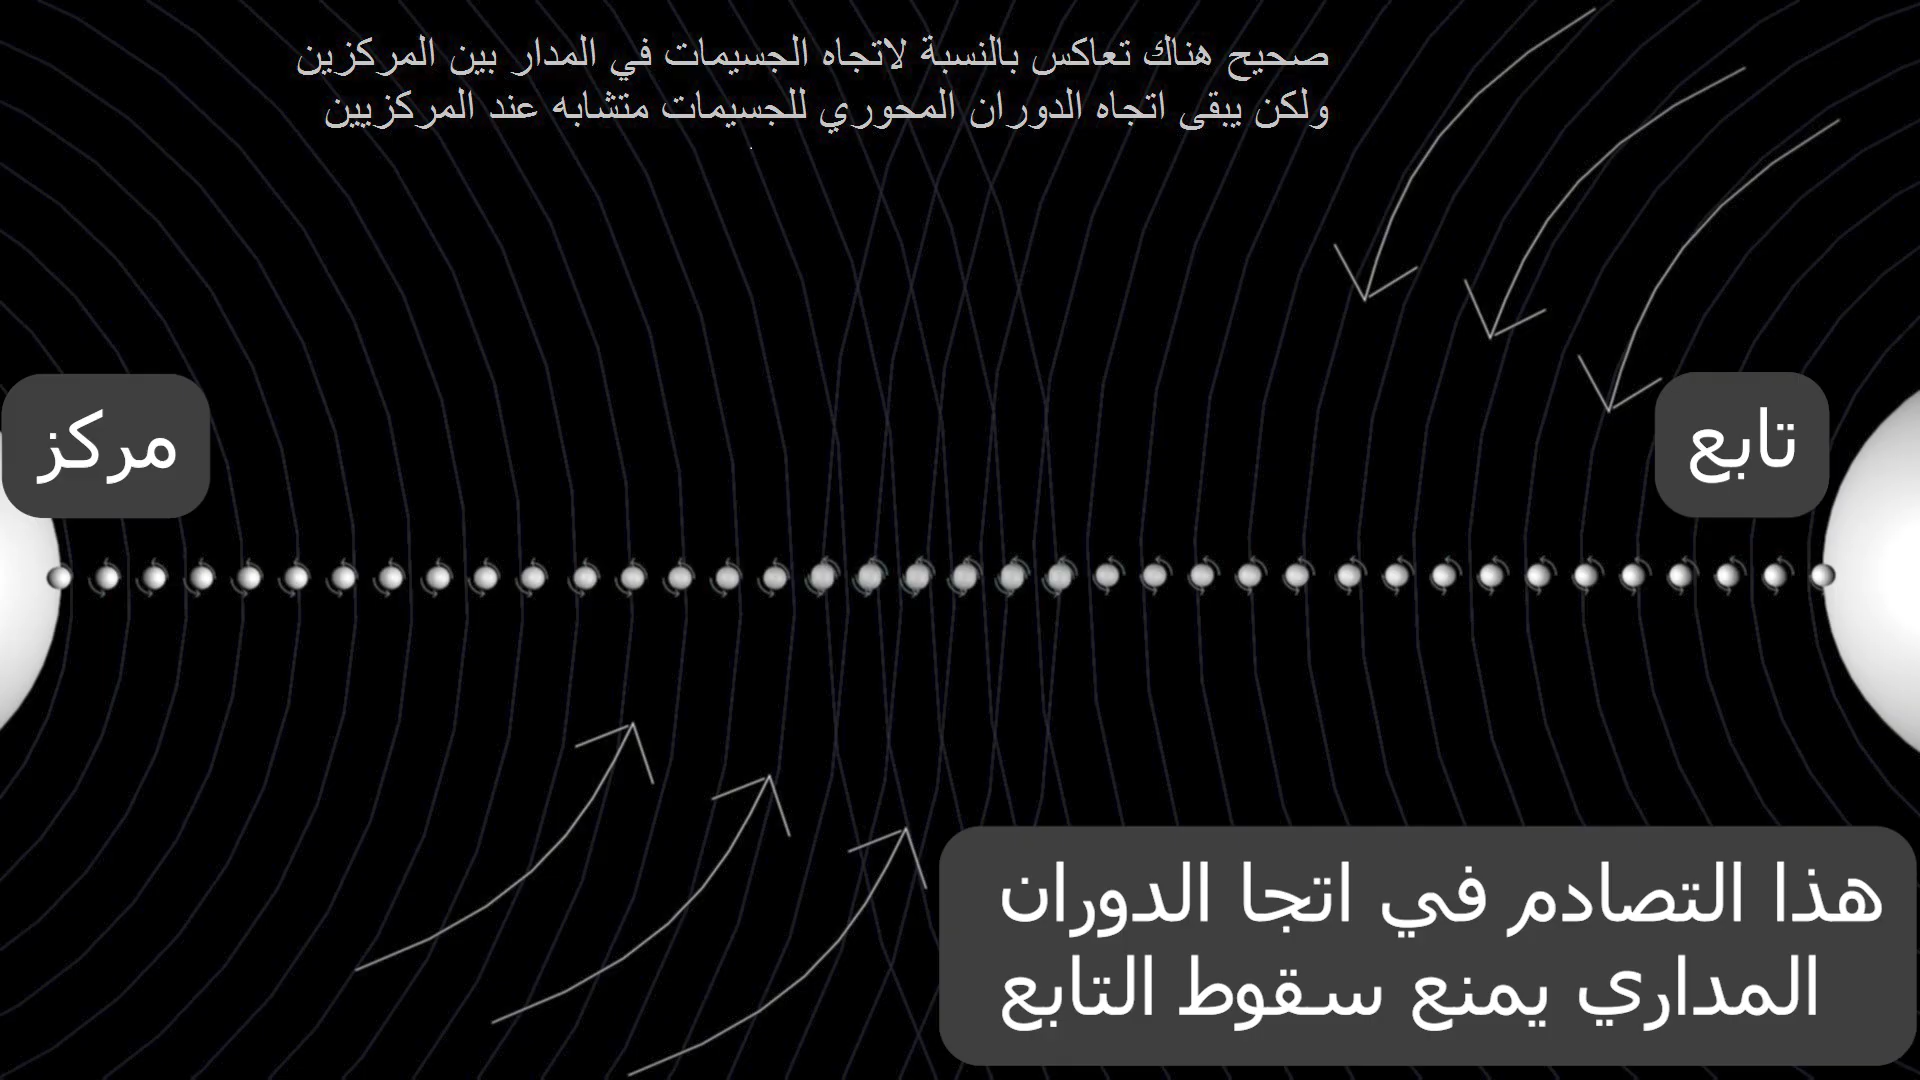 صحيح هناك تعاكس بالنسبة لاتجاه الجسيمات في المدار بين المركزين
ولكن يبقى اتجاه الدوران المحوري للجسيمات متشابه عند المركزيين
مركز
تابع
هذا التصادم في اتجا الدوران
المداري يمنع سقوط التابع